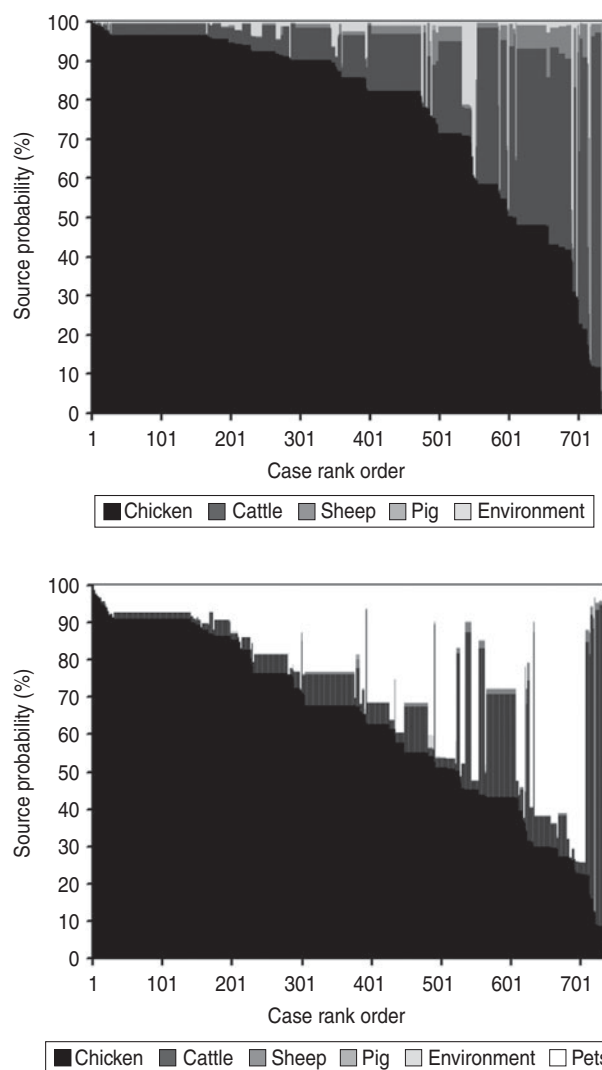 100
90
80
70
60
50
40
30
20
10
0
Source probability (%)
1 101 201 301 401 501 601 701
Case rank order
Chicken Cattle Sheep Pig Environment
100
90
80
70
60
50
40
30
20
10
0
Source probability (%)
1 101 201 301 401 501 601 701
Case rank order
Chicken Cattle Sheep Pig Environment Pets